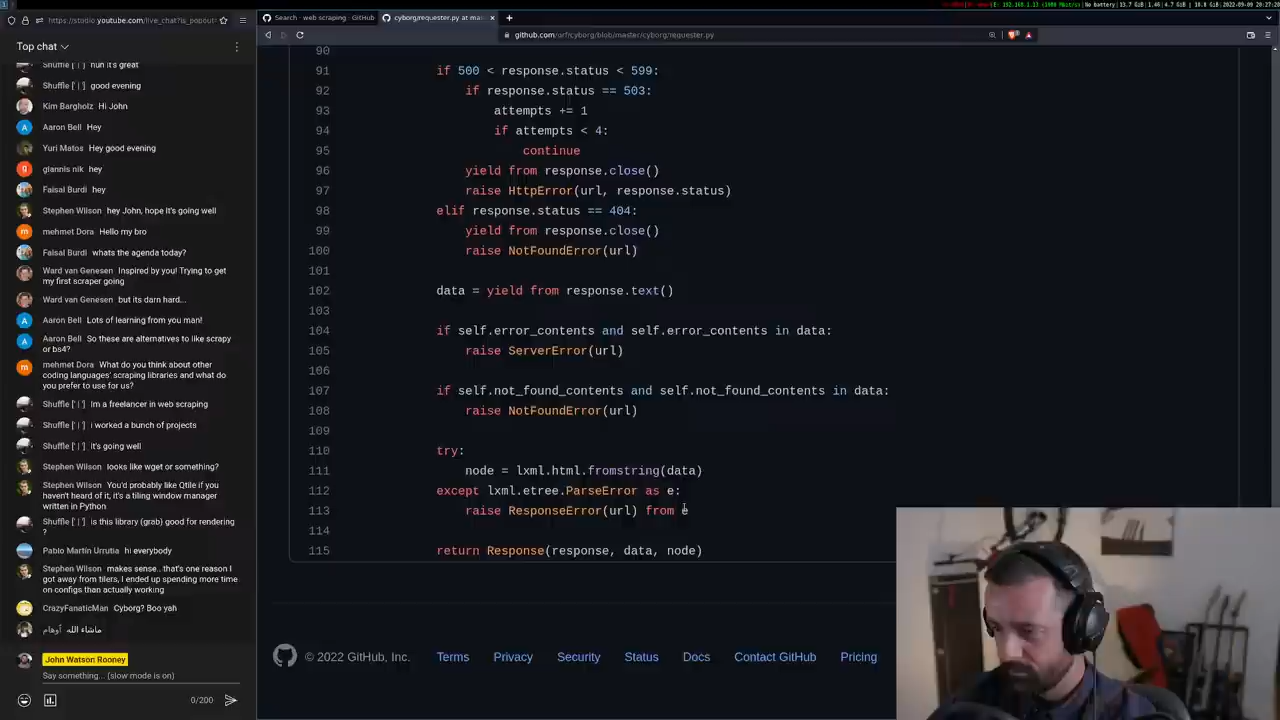 https://studio.youtube.com/live_chat?is_popout=
Top chat
Shuffle [' | '] huh it's great
Shuffle [' | '] good evening
Kim Bargholz Hi John
Aaron Bell Hey
Yuri Matos Hey good evening
giannis nik hey
Faisal Burdi hey
Stephen Wilson hey John, hope it's going well
mehmet Dora Hello my bro
Faisal Burdi whats the agenda today?
Ward van Genesen Inspired by you! Trying to get
my first scraper going
Ward van Genesen but its darn hard...
Aaron Bell Lots of learning from you man!
Aaron Bell So these are alternatives to like scrapy
or bs4?
mehmet Dora What do you think about other
coding languages' scraping libraries and what do
you prefer to use for us?
Shuffle [' | '] Im a freelancer in web scraping
Shuffle [' | '] i worked a bunch of projects
Shuffle [' | '] it's going well
Stephen Wilson looks like wget or something?
Stephen Wilson You'd probably like Qtile if you
haven't heard of it, it's a tiling window manager
written in Python
Shuffle [' | '] is this library (grab) good for rendering
?
Pablo Martín Urrutia hi everybody
Stephen Wilson makes sense.. that's one reason I
got away from tilers, I ended up spending more time
on configs than actually working
CrazyFanaticMan Cyborg? Boo yah
أوهام ماشاء الله
John Watson Rooney
Say something... (slow mode is on)
0/200
Search · web scraping · GitHub
cyborg/requester.py at mas
github.com/orf/cyborg/blob/master/cyborg/requester.py
90
91 if 500 < response.status < 599:
92 if response.status == 503:
93 attempts += 1
94 if attempts < 4:
95 continue
96 yield from response.close()
97 raise HttpError(url, response.status)
98 elif response.status == 404:
99 yield from response.close()
100 raise NotFoundError(url)
101
102 data = yield from response.text()
103
104 if self.error_contents and self.error_contents in data:
105 raise ServerError(url)
106
107 if self.not_found_contents and self.not_found_contents in data:
108 raise NotFoundError(url)
109
110 try:
111 node = lxml.html.fromstring(data)
112 except lxml.etree.ParseError as e:
113 raise ResponseError(url) from e
114
115 return Response(response, data, node)
© 2022 GitHub, Inc.
Terms
Privacy
Security
Status
Docs
Contact GitHub
Pricing